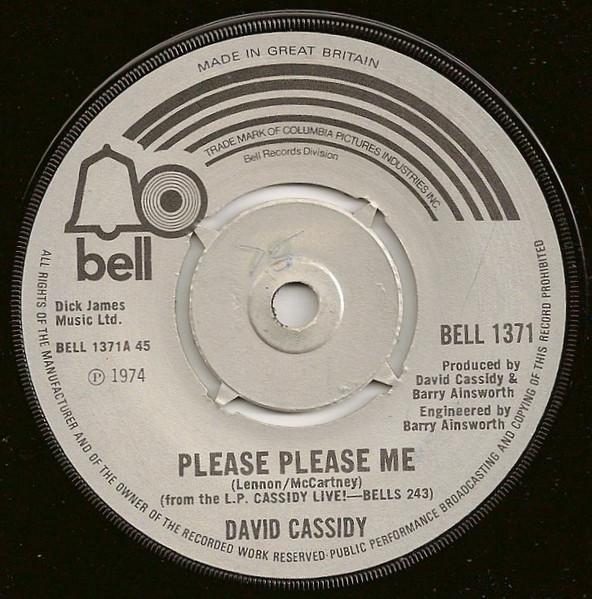 MADE IN GREAT BRITAIN
TRADE MARK OF COLUMBIA PICTURES INDUSTRIES INC.
Bell Records Division
bell
Dick James
Music Ltd.
BELL 1371A 45
Ⓟ 1974
BELL 1371
Produced by
David Cassidy &
Barry Ainsworth
Engineered by
Barry Ainsworth
PLEASE PLEASE ME
(Lennon/McCartney)
(from the L.P. CASSIDY LIVE!—BELLS 243)
DAVID CASSIDY
ALL RIGHTS OF THE MANUFACTURER AND OF THE OWNER OF THE RECORDED WORK RESERVED·PUBLIC PERFORMANCE BROADCASTING AND COPYING OF THIS RECORD PROHIBITED